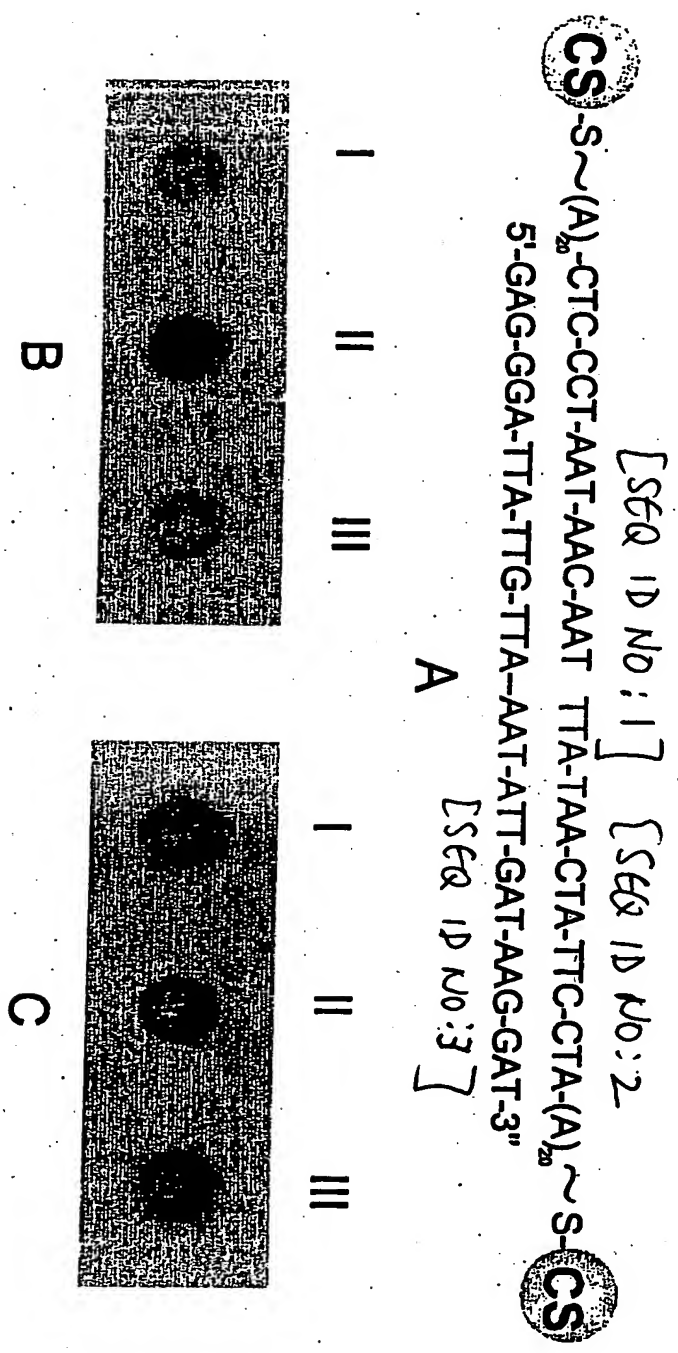 [SEQ ID NO:1] [SEQ ID NO:2
CS-S~(A)20-CTC-CCT-AAT-AAC-AAT TTA-TAA-CTA-TTC-CTA-(A)20~S-CS
5'-GAG-GGA-TTA-TTG-TTA-AAT-ATT-GAT-AAG-GAT-3"
[SEQ ID NO:3]
A
I II III
B
I II III
C